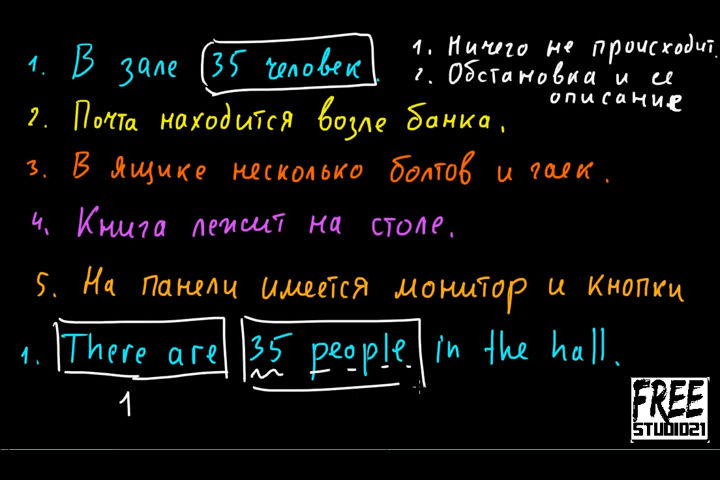 1. В зале 35 человек.
1. Ничего не происходит.
2. Обстановка и ее
описание
2. Почта находится возле банка.
3. В ящике несколько болтов и гаек.
4. Книга лежит на столе.
5. На панели имеется монитор и кнопки
1. There are 35 people in the hall.
1
FREE
STUDIO21